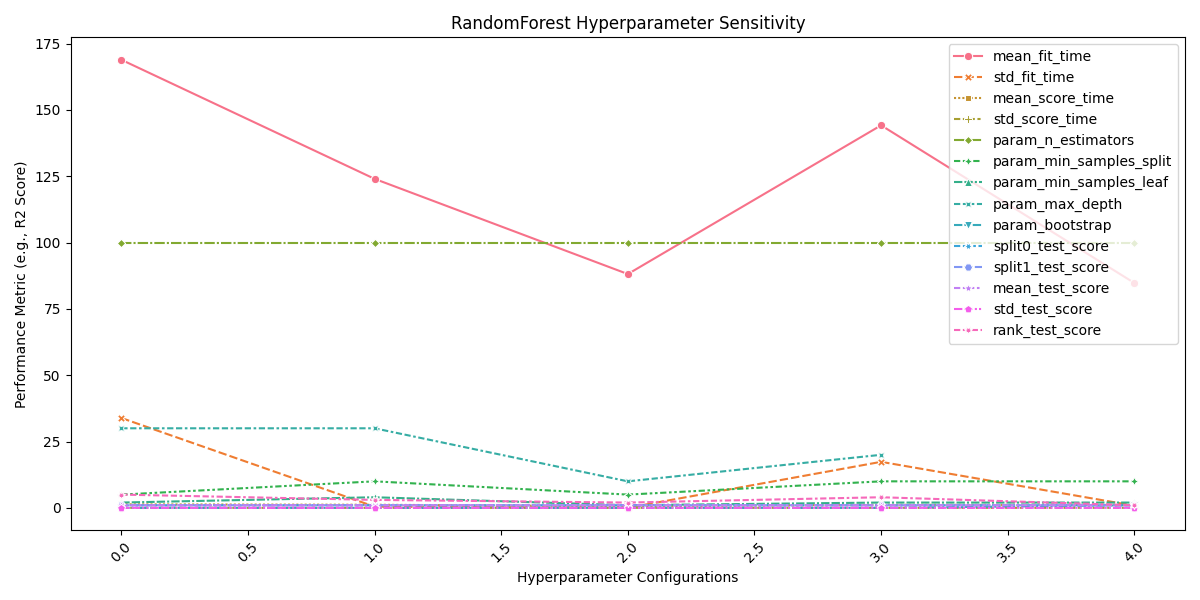 RandomForest Hyperparameter Sensitivity
Performance Metric (e.g., R2 Score)
175
150
125
100
75
50
25
0
0.0
0.5
1.0
1.5
2.0
2.5
3.0
3.5
4.0
Hyperparameter Configurations
mean_fit_time
std_fit_time
mean_score_time
std_score_time
param_n_estimators
param_min_samples_split
param_min_samples_leaf
param_max_depth
param_bootstrap
split0_test_score
split1_test_score
mean_test_score
std_test_score
rank_test_score